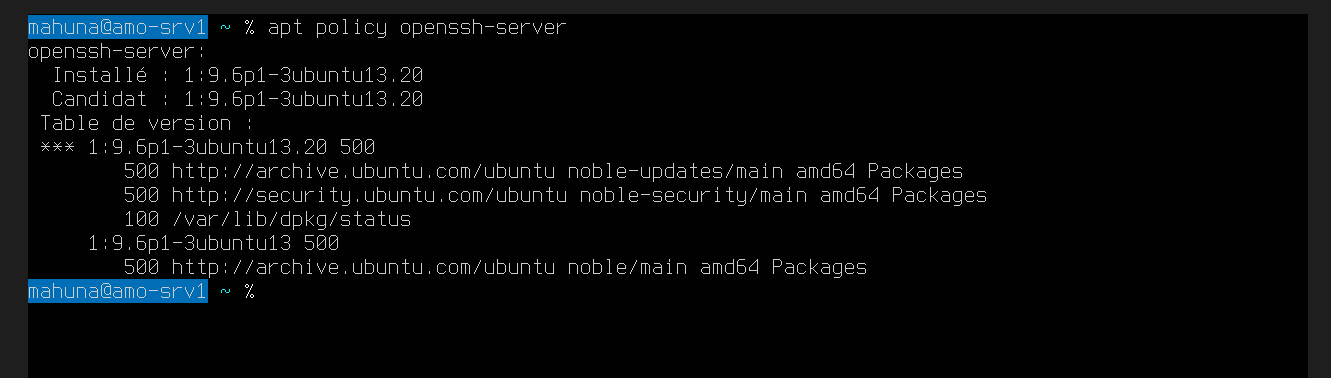 mahuna@amo-srv1 ~ % apt policy openssh-server
openssh-server:
  Installé : 1:9.6p1-3ubuntu13.20
  Candidat : 1:9.6p1-3ubuntu13.20
 Table de version :
 *** 1:9.6p1-3ubuntu13.20 500
        500 http://archive.ubuntu.com/ubuntu noble-updates/main amd64 Packages
        500 http://security.ubuntu.com/ubuntu noble-security/main amd64 Packages
        100 /var/lib/dpkg/status
     1:9.6p1-3ubuntu13 500
        500 http://archive.ubuntu.com/ubuntu noble/main amd64 Packages
mahuna@amo-srv1 ~ %